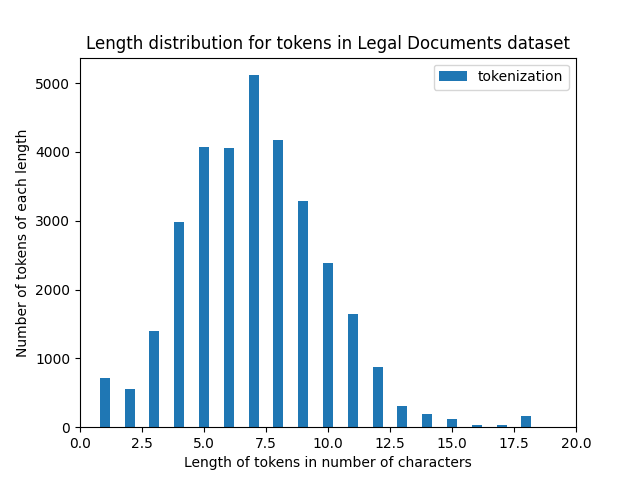 Length distribution for tokens in Legal Documents dataset
tokenization
Number of tokens of each length
5000
4000
3000
2000
1000
0
0.0 2.5 5.0 7.5 10.0 12.5 15.0 17.5 20.0
Length of tokens in number of characters